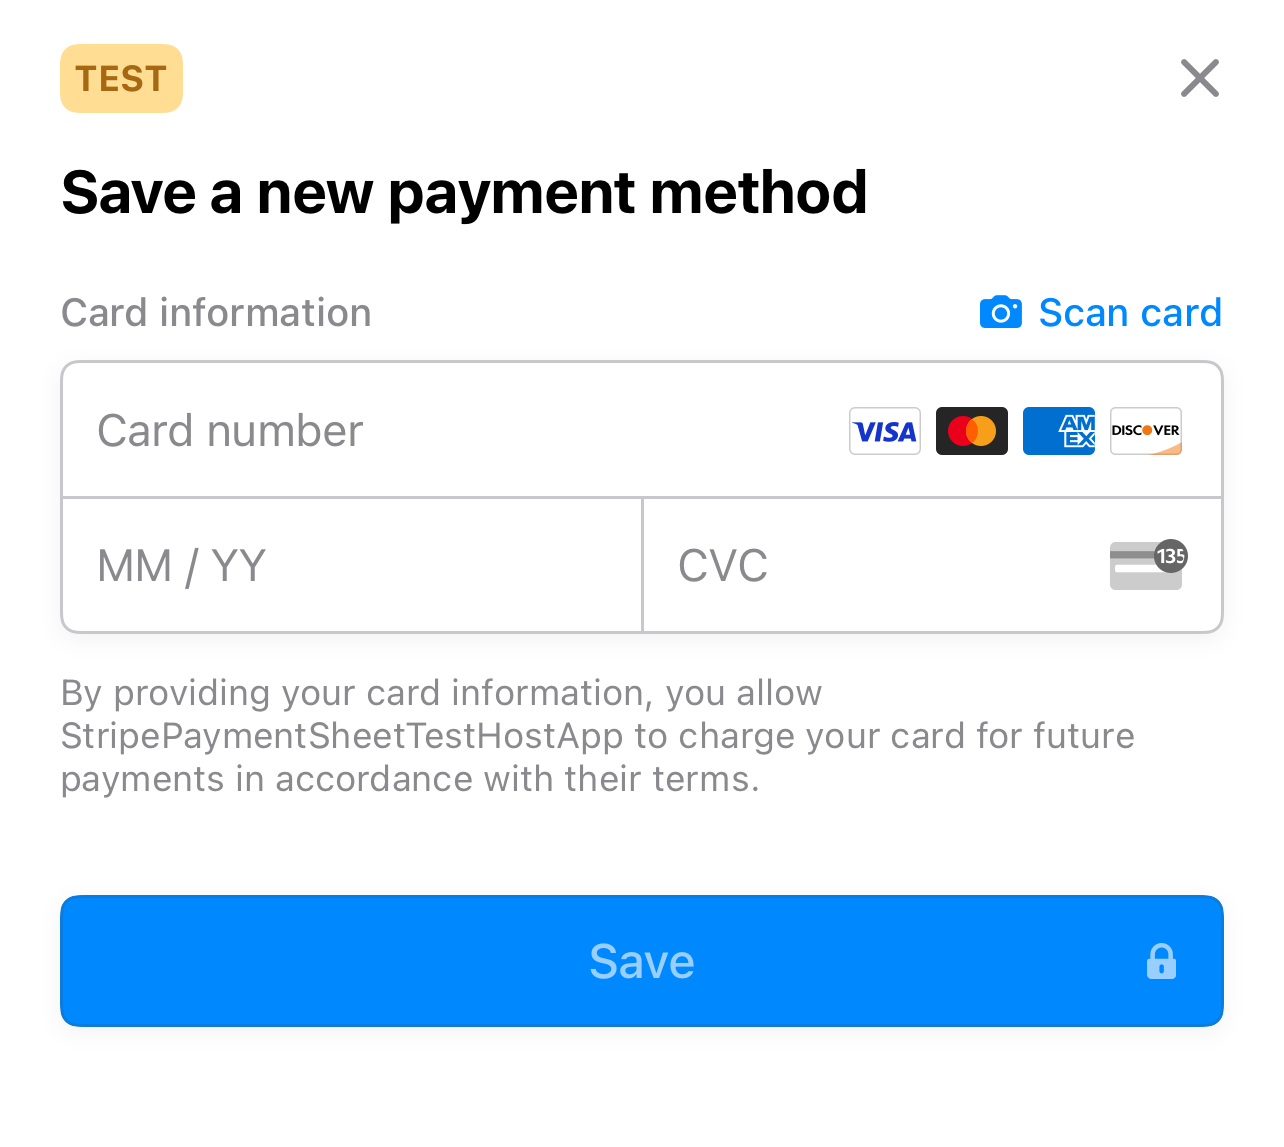 TEST
Save a new payment method
Card information
Scan card
Card number
VISA
AM
EX
DISCOVER
MM / YY
CVC
135
By providing your card information, you allow
StripePaymentSheetTestHostApp to charge your card for future
payments in accordance with their terms.
Save